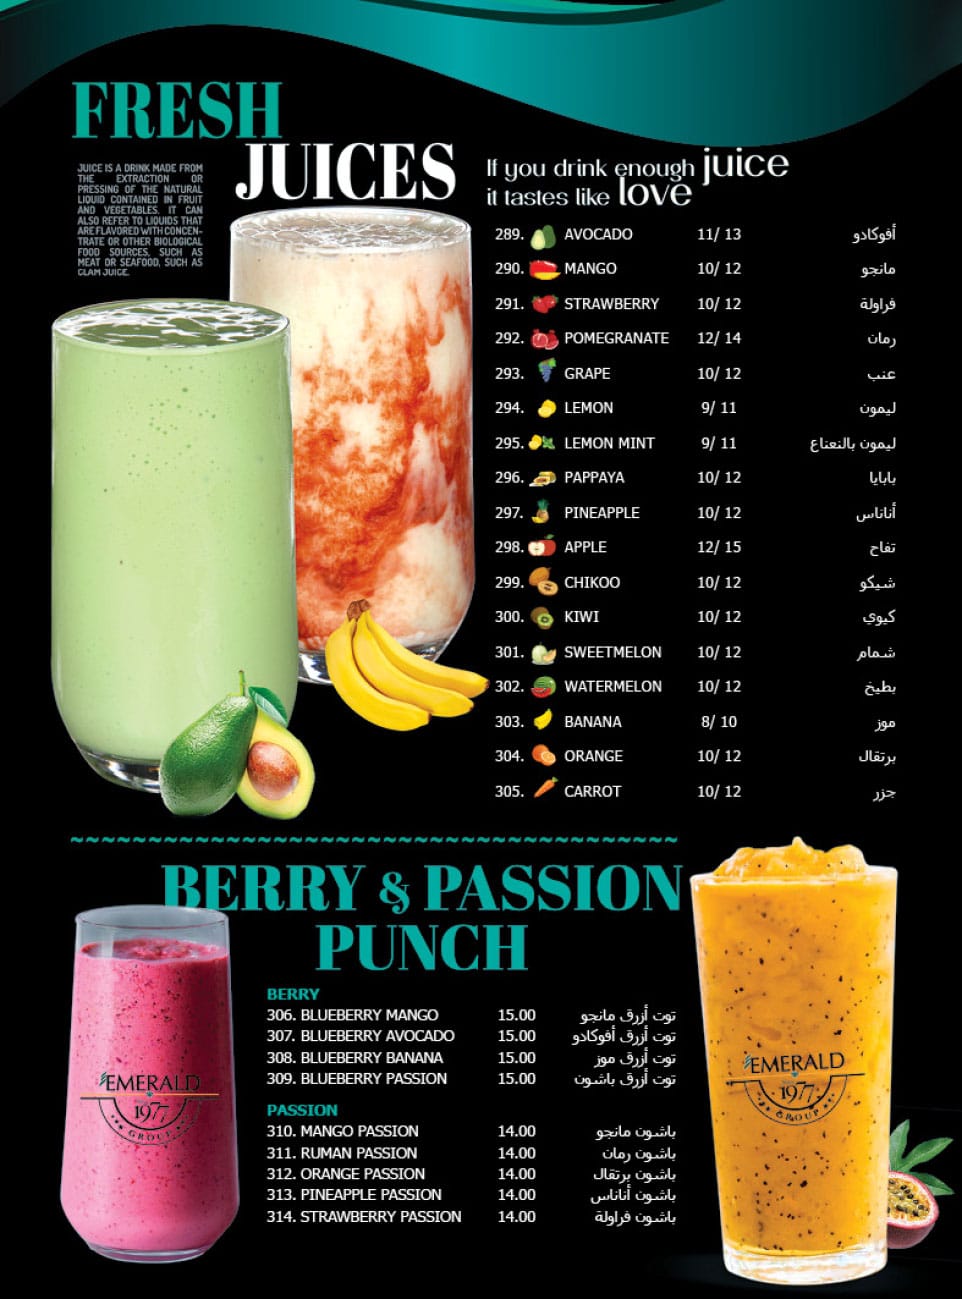 FRESH
JUICES
JUICE IS A DRINK MADE FROM
THE EXTRACTION OR
PRESSING OF THE NATURAL
LIQUID CONTAINED IN FRUIT
AND VEGETABLES. IT CAN
ALSO REFER TO LIQUIDS THAT
ARE FLAVORED WITH CONCEN-
TRATE OR OTHER BIOLOGICAL
FOOD SOURCES, SUCH AS
MEAT OR SEAFOOD, SUCH AS
CLAM JUICE.
If you drink enough juice
it tastes like love
289. AVOCADO 11/ 13 أفوكادو
290. MANGO 10/ 12 مانجو
291. STRAWBERRY 10/ 12 فراولة
292. POMEGRANATE 12/ 14 رمان
293. GRAPE 10/ 12 عنب
294. LEMON 9/ 11 ليمون
295. LEMON MINT 9/ 11 ليمون بالنعناع
296. PAPPAYA 10/ 12 بابايا
297. PINEAPPLE 10/ 12 أناناس
298. APPLE 12/ 15 تفاح
299. CHIKOO 10/ 12 شيكو
300. KIWI 10/ 12 كيوي
301. SWEETMELON 10/ 12 شمام
302. WATERMELON 10/ 12 بطيخ
303. BANANA 8/ 10 موز
304. ORANGE 10/ 12 برتقال
305. CARROT 10/ 12 جزر
BERRY & PASSION
PUNCH
BERRY
306. BLUEBERRY MANGO 15.00 توت أزرق مانجو
307. BLUEBERRY AVOCADO 15.00 توت أزرق أفوكادو
308. BLUEBERRY BANANA 15.00 توت أزرق موز
309. BLUEBERRY PASSION 15.00 توت أزرق باشون
PASSION
310. MANGO PASSION 14.00 باشون مانجو
311. RUMAN PASSION 14.00 باشون رمان
312. ORANGE PASSION 14.00 باشون برتقال
313. PINEAPPLE PASSION 14.00 باشون أناناس
314. STRAWBERRY PASSION 14.00 باشون فراولة
EMERALD
1977
GROUP
EMERALD
1977
GROUP